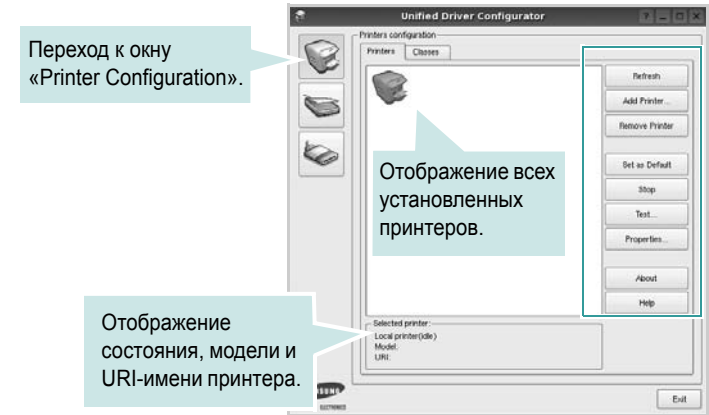 Unified Driver Configurator
Переход к окну
«Printer Configuration».
Printers configuration
Printers
Classes
Refresh
Add Printer...
Remove Printer
Set as Default
Stop
Test...
Properties...
About
Help
Отображение всех
установленных
принтеров.
Отображение
состояния, модели и
URI-имени принтера.
Selected printer:
Local printer(idle)
Model:
URI:
ELECTRONICS
Exit